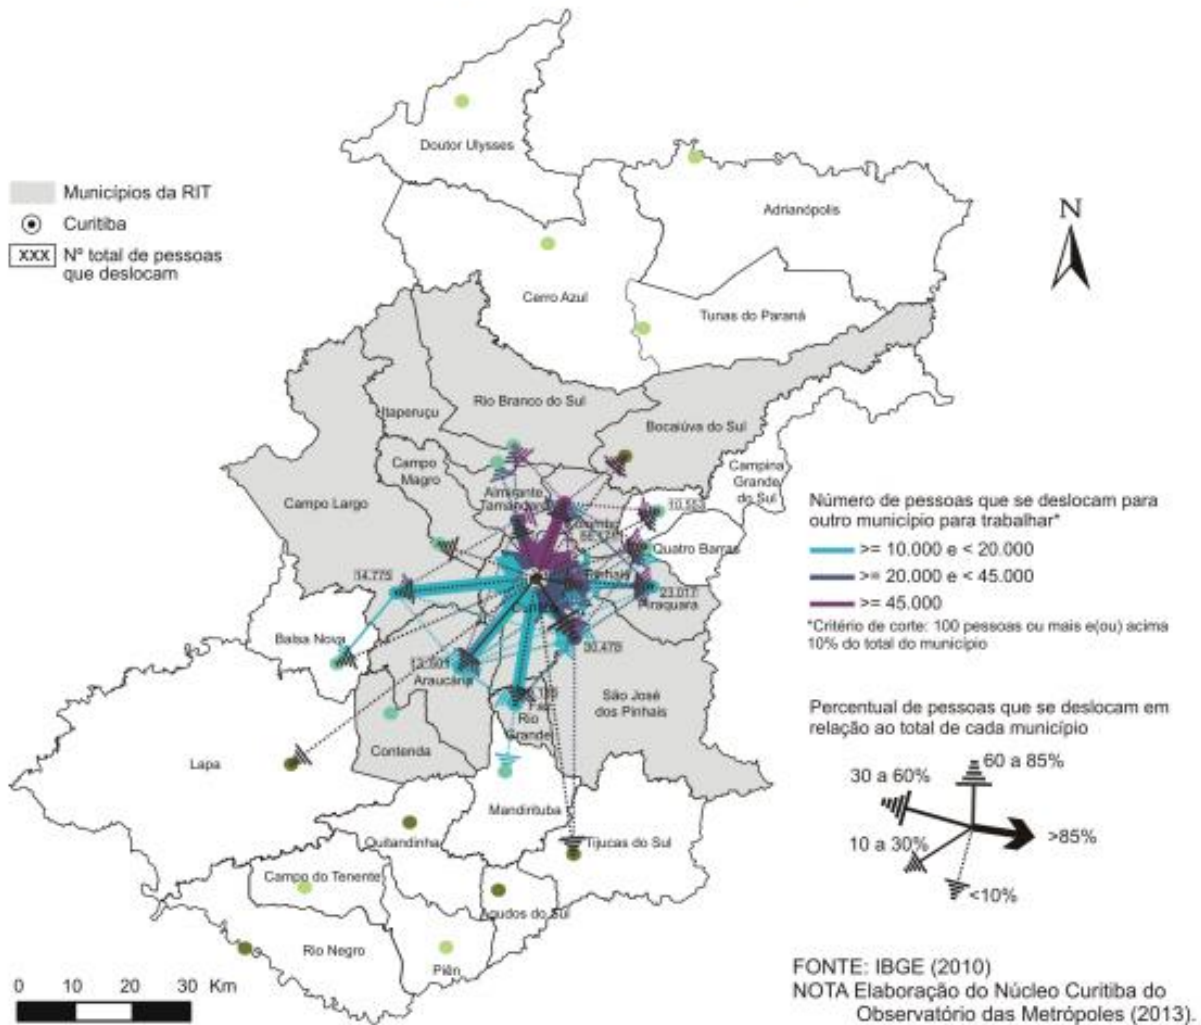 Doutor Ulysses
Adrianópolis
N
Municípios da RIT
Curitiba
XXX Nº total de pessoas
que deslocam
Cerro Azul
Tunas do Paraná
Rio Branco do Sul
Itaperuçu
Bocaiúva do Sul
Campo
Magro
Campina
Grande
do Sul
Campo Largo
Almirante
Tamandaré
Colombo
10.553
Quatro Barras
Pinhais
14.775
23.017
Piraquara
Balsa Nova
30.478
Araucária
São José
dos Pinhais
Rio
Grande
Contenda
Lapa
Mandirituba
Quitandinha
Tijucas do Sul
Campo do Tenente
Agudos do Sul
Rio Negro
Piên
Número de pessoas que se deslocam para
outro município para trabalhar*
>= 10.000 e < 20.000
>= 20.000 e < 45.000
>= 45.000
*Critério de corte: 100 pessoas ou mais e(ou) acima
10% do total do município
Percentual de pessoas que se deslocam em
relação ao total de cada município
60 a 85%
30 a 60%
>85%
10 a 30%
<10%
0 10 20 30 Km
FONTE: IBGE (2010)
NOTA Elaboração do Núcleo Curitiba do
Observatório das Metrópoles (2013).